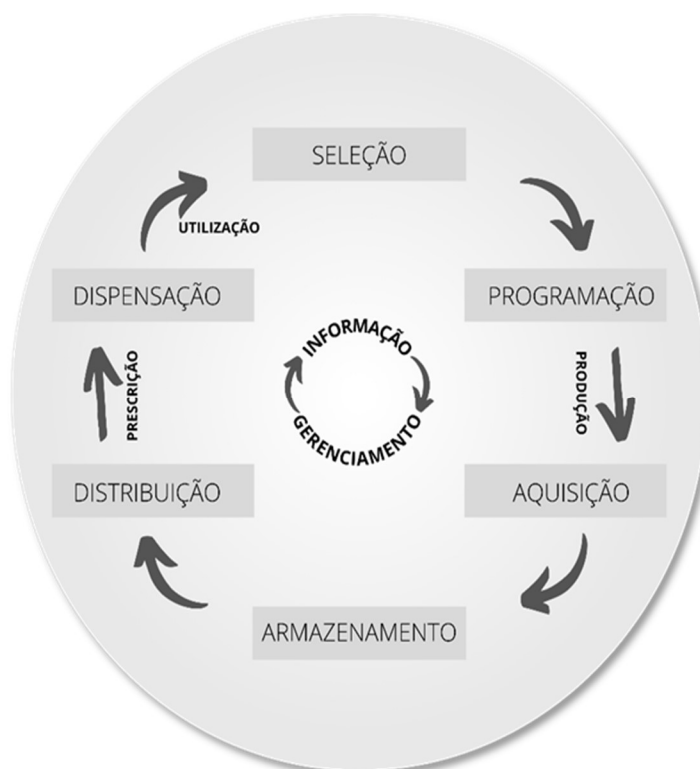 SELEÇÃO
UTILIZAÇÃO
DISPENSAÇÃO
PROGRAMAÇÃO
INFORMAÇÃO
GERENCIAMENTO
PRESCRIÇÃO
PRODUÇÃO
DISTRIBUIÇÃO
AQUISIÇÃO
ARMAZENAMENTO